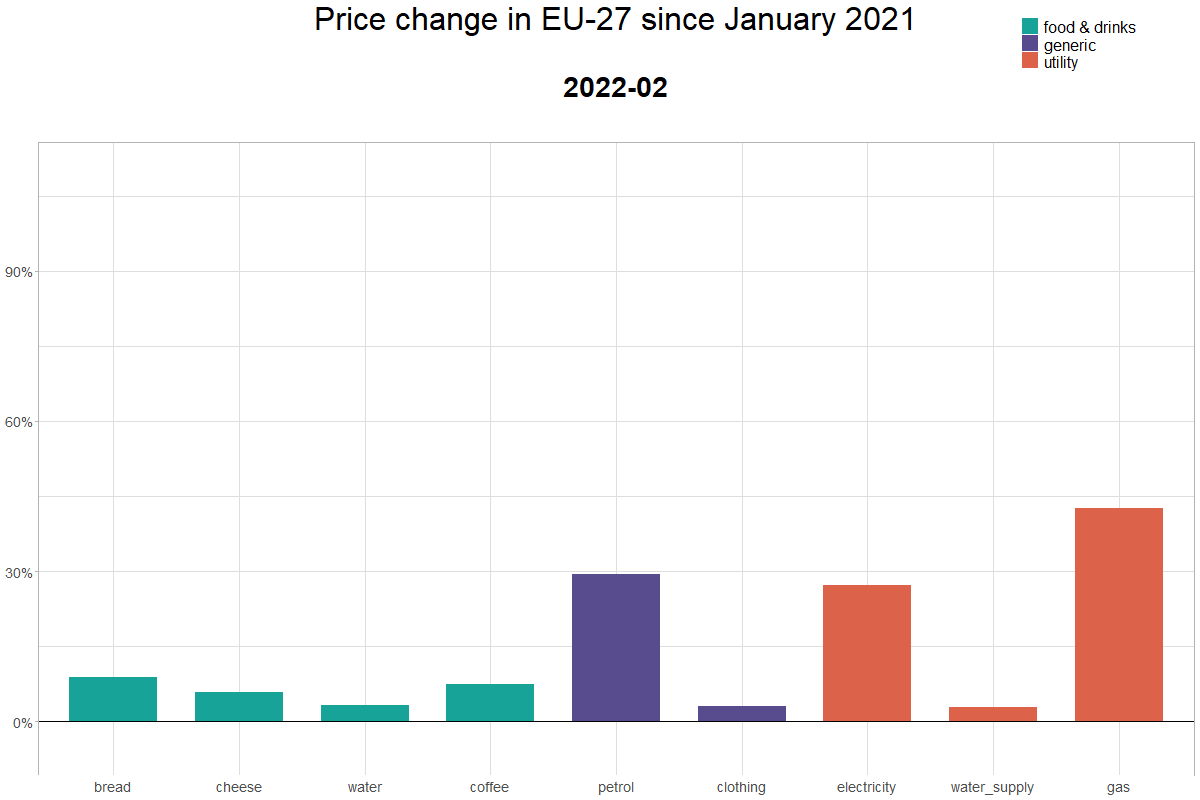 Price change in EU-27 since January 2021
food & drinks
generic
utility
2022-02
90%
60%
30%
0%
bread cheese water coffee petrol clothing electricity water_supply gas